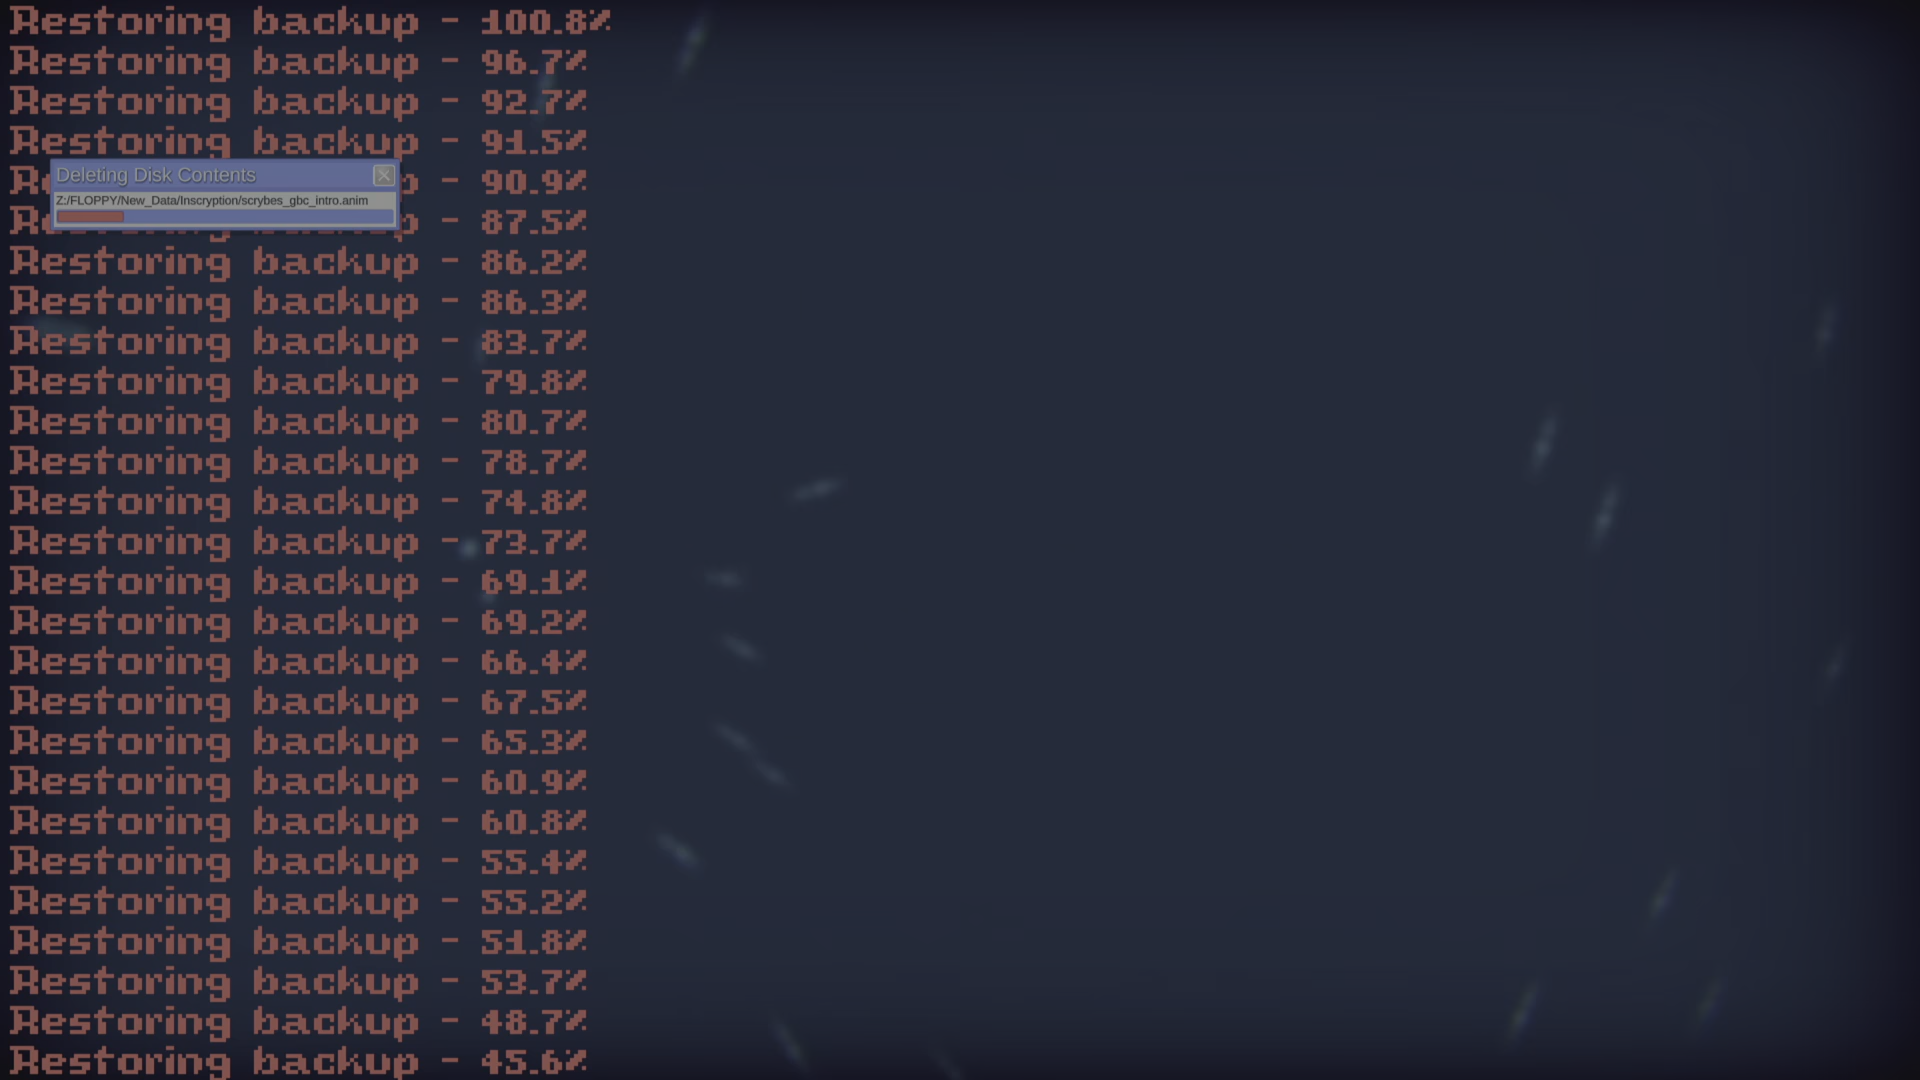 Restoring backup - 100.8%
Restoring backup - 96.7%
Restoring backup - 92.7%
Restoring backup - 91.5%
Deleting Disk Contents
90.9%
Z:/FLOPPY/New_Data/Inscryption/scrybes_gbc_intro.anim
87.5%
Restoring backup - 86.2%
Restoring backup - 86.3%
Restoring backup - 83.7%
Restoring backup - 79.8%
Restoring backup - 80.7%
Restoring backup - 78.7%
Restoring backup - 74.8%
Restoring backup - 73.7%
Restoring backup - 69.1%
Restoring backup - 69.2%
Restoring backup - 66.4%
Restoring backup - 67.5%
Restoring backup - 65.3%
Restoring backup - 60.9%
Restoring backup - 60.8%
Restoring backup - 55.4%
Restoring backup - 55.2%
Restoring backup - 51.8%
Restoring backup - 53.7%
Restoring backup - 48.7%
Restoring backup - 45.6%